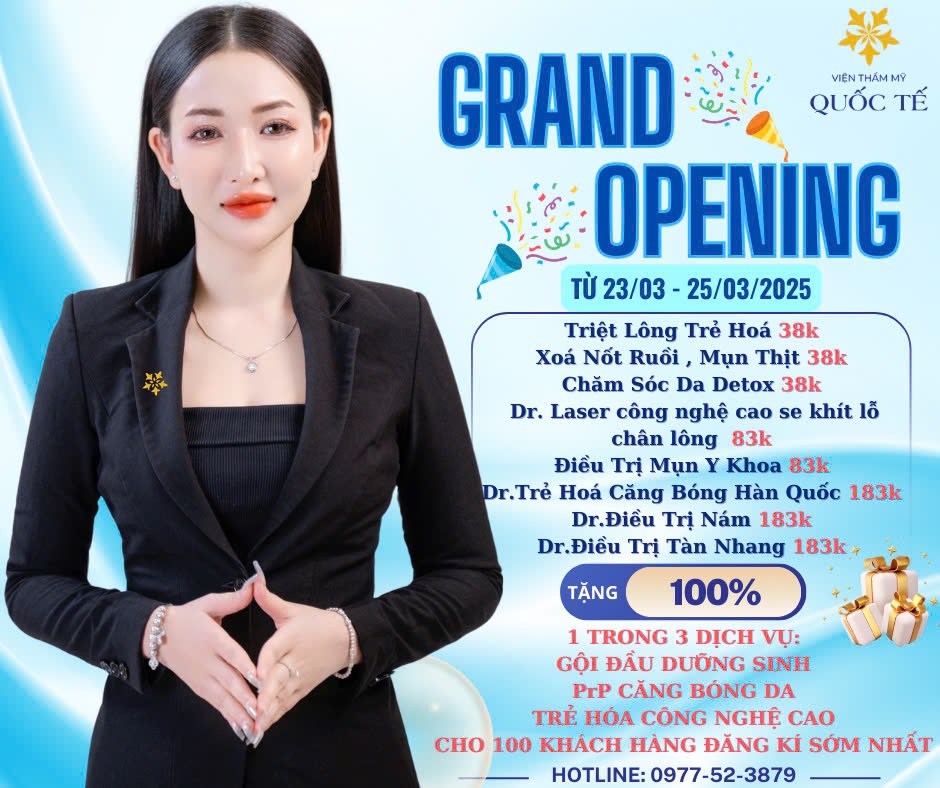 VIỆN THẨM MỸ
QUỐC TẾ
GRAND
OPENING
TỪ 23/03 - 25/03/2025
Triệt Lông Trẻ Hoá 38k
Xoá Nốt Ruồi , Mụn Thịt 38k
Chăm Sóc Da Detox 38k
Dr. Laser công nghệ cao se khít lỗ
chân lông 83k
Điều Trị Mụn Y Khoa 83k
Dr.Trẻ Hoá Căng Bóng Hàn Quốc 183k
Dr.Điều Trị Nám 183k
Dr.Điều Trị Tàn Nhang 183k
TẶNG 100%
1 TRONG 3 DỊCH VỤ:
GỘI ĐẦU DƯỠNG SINH
PrP CĂNG BÓNG DA
TRẺ HÓA CÔNG NGHỆ CAO
CHO 100 KHÁCH HÀNG ĐĂNG KÍ SỚM NHẤT
HOTLINE: 0977-52-3879